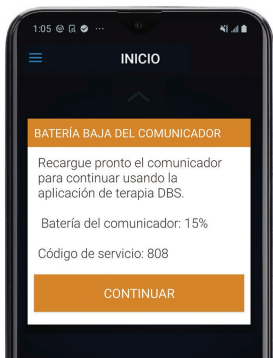 1:05
INICIO
BATERÍA BAJA DEL COMUNICADOR
Recargue pronto el comunicador
para continuar usando la
aplicación de terapia DBS.
Batería del comunicador: 15%
Código de servicio: 808
CONTINUAR